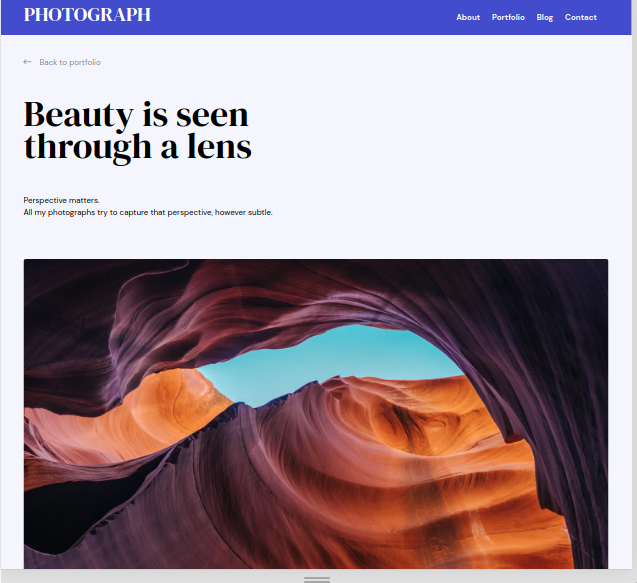 PHOTOGRAPH
About Portfolio Blog Contact
← Back to portfolio
Beauty is seen
through a lens
Perspective matters.
All my photographs try to capture that perspective, however subtle.